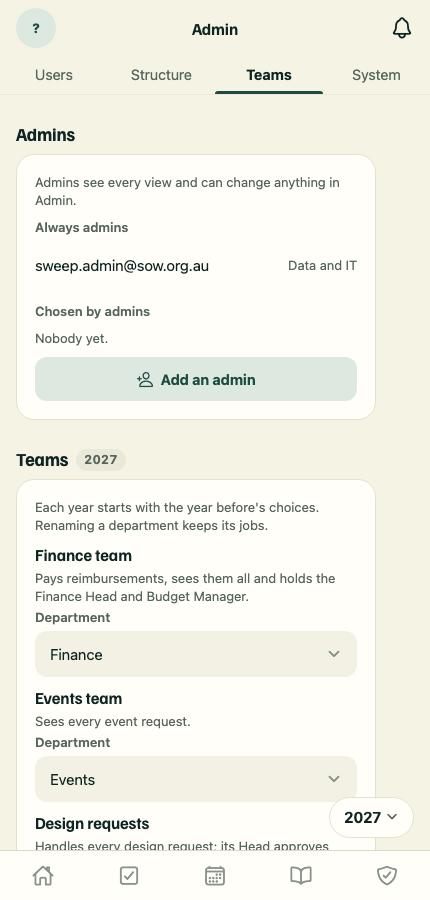 ?
Admin
Users
Structure
Teams
System
Admins
Admins see every view and can change anything in
Admin.
Always admins
sweep.admin@sow.org.au
Data and IT
Chosen by admins
Nobody yet.
Add an admin
Teams
2027
Each year starts with the year before's choices.
Renaming a department keeps its jobs.
Finance team
Pays reimbursements, sees them all and holds the
Finance Head and Budget Manager.
Department
Finance
Events team
Sees every event request.
Department
Events
2027
Design requests
Handles every design request; its Head approves